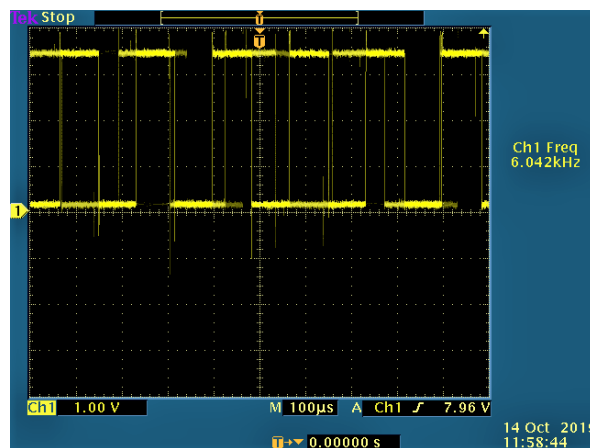 Tek Stop
T
T
Ch1 Freq
6.042kHz
1
Ch1 1.00 V M 100µs A Ch1 ƒ 7.96 V
14 Oct 2019
T→▼ 0.00000 s 11:58:44